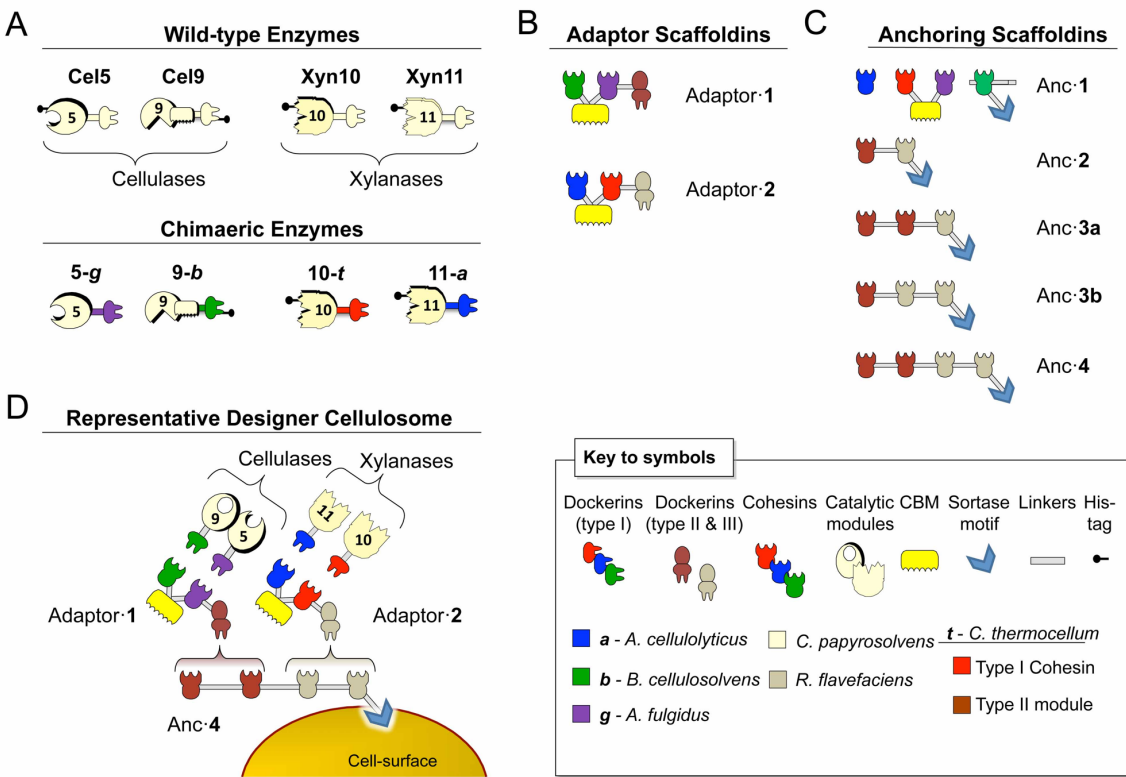 A
Wild-type Enzymes
Cel5 Cel9 Xyn10 Xyn11
5 9 10 11
Cellulases Xylanases
Chimaeric Enzymes
5-g 9-b 10-t 11-a
5 9 10 11
B
Adaptor Scaffoldins
Adaptor·1
Adaptor·2
C
Anchoring Scaffoldins
Anc·1
Anc·2
Anc·3a
Anc·3b
Anc·4
D
Representative Designer Cellulosome
Cellulases Xylanases
9 5 11 10
Adaptor·1 Adaptor·2
Anc·4
Cell-surface
Key to symbols
Dockerins (type I)
Dockerins (type II & III)
Cohesins
Catalytic modules
CBM
Sortase motif
Linkers
His-tag
a - A. cellulolyticus
b - B. cellulosolvens
g - A. fulgidus
C. papyrosolvens
R. flavefaciens
t - C. thermocellum
Type I Cohesin
Type II module